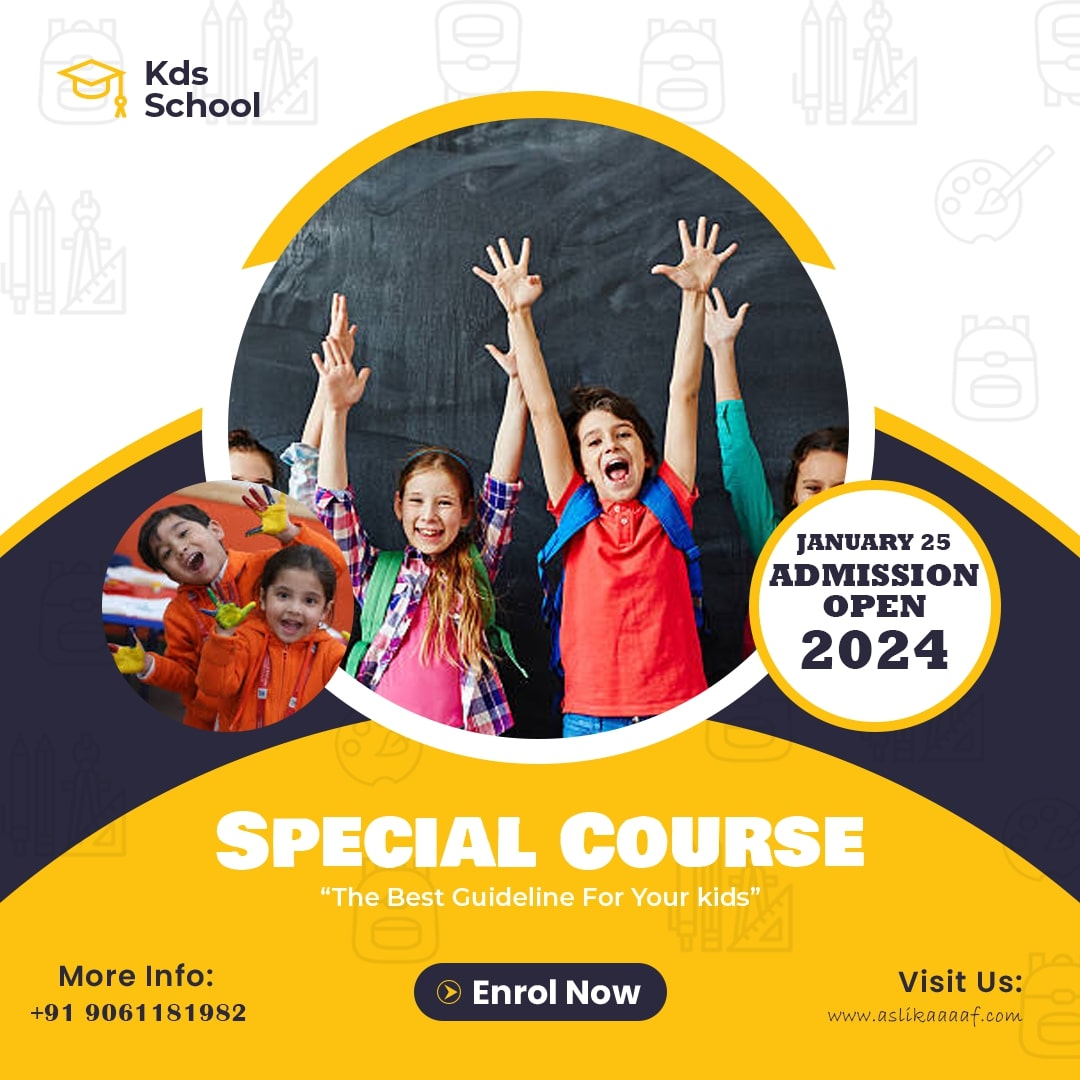 Kds
School
JANUARY 25
ADMISSION
OPEN
2024
Special Course
“The Best Guideline For Your kids”
More Info:
+91 9061181982
Enrol Now
Visit Us:
www.aslikaaaaf.com